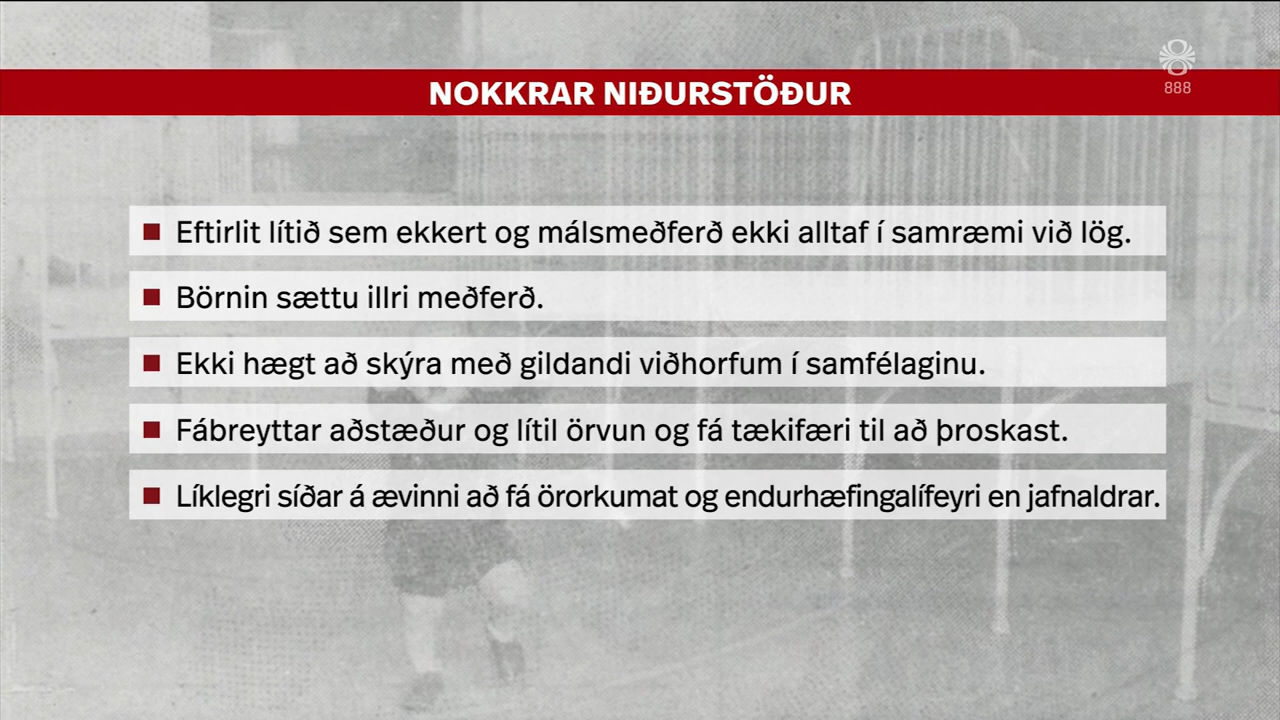 NOKKRAR NIÐURSTÖÐUR
888
Eftirlit lítið sem ekkert og málsmeðferð ekki alltaf í samræmi við lög.
Börnin sættu illri meðferð.
Ekki hægt að skýra með gildandi viðhorfum í samfélaginu.
Fábreyttar aðstæður og lítil örvun og fá tækifæri til að þroskast.
Líklegri síðar á ævinni að fá örorkumat og endurhæfingalífeyri en jafnaldrar.